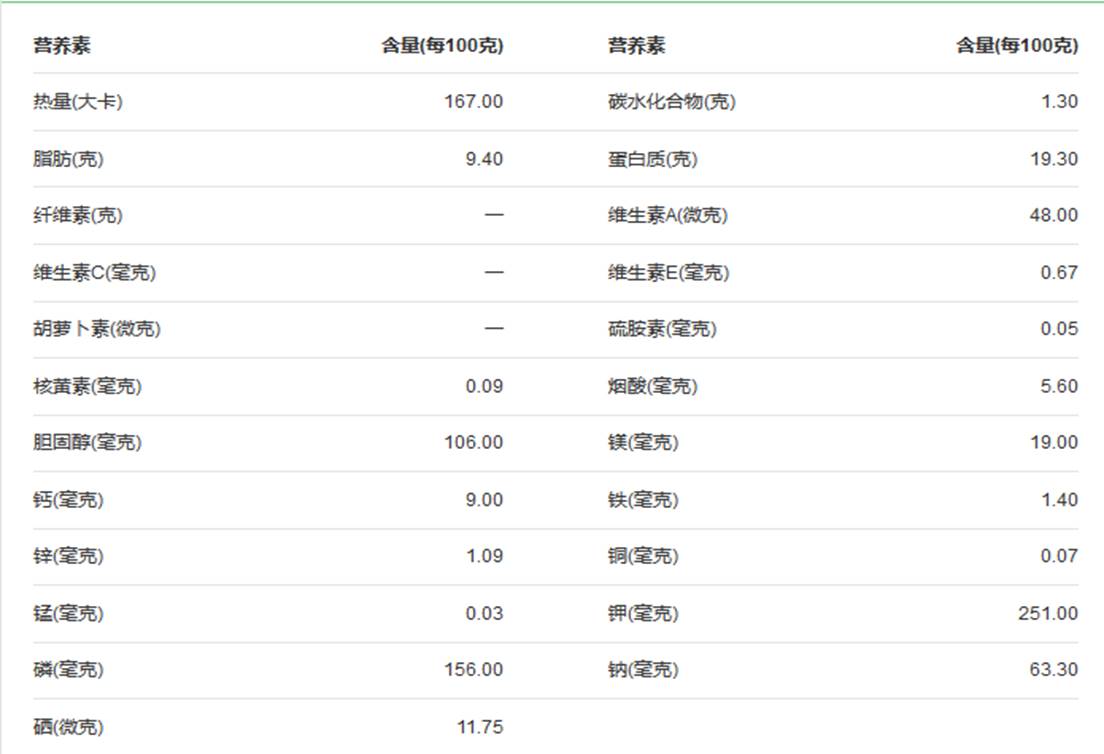 营养素 含量(每100克) 营养素 含量(每100克)
热量(大卡) 167.00 碳水化合物(克) 1.30
脂肪(克) 9.40 蛋白质(克) 19.30
纤维素(克) — 维生素A(微克) 48.00
维生素C(毫克) — 维生素E(毫克) 0.67
胡萝卜素(微克) — 硫胺素(毫克) 0.05
核黄素(毫克) 0.09 烟酸(毫克) 5.60
胆固醇(毫克) 106.00 镁(毫克) 19.00
钙(毫克) 9.00 铁(毫克) 1.40
锌(毫克) 1.09 铜(毫克) 0.07
锰(毫克) 0.03 钾(毫克) 251.00
磷(毫克) 156.00 钠(毫克) 63.30
硒(微克) 11.75